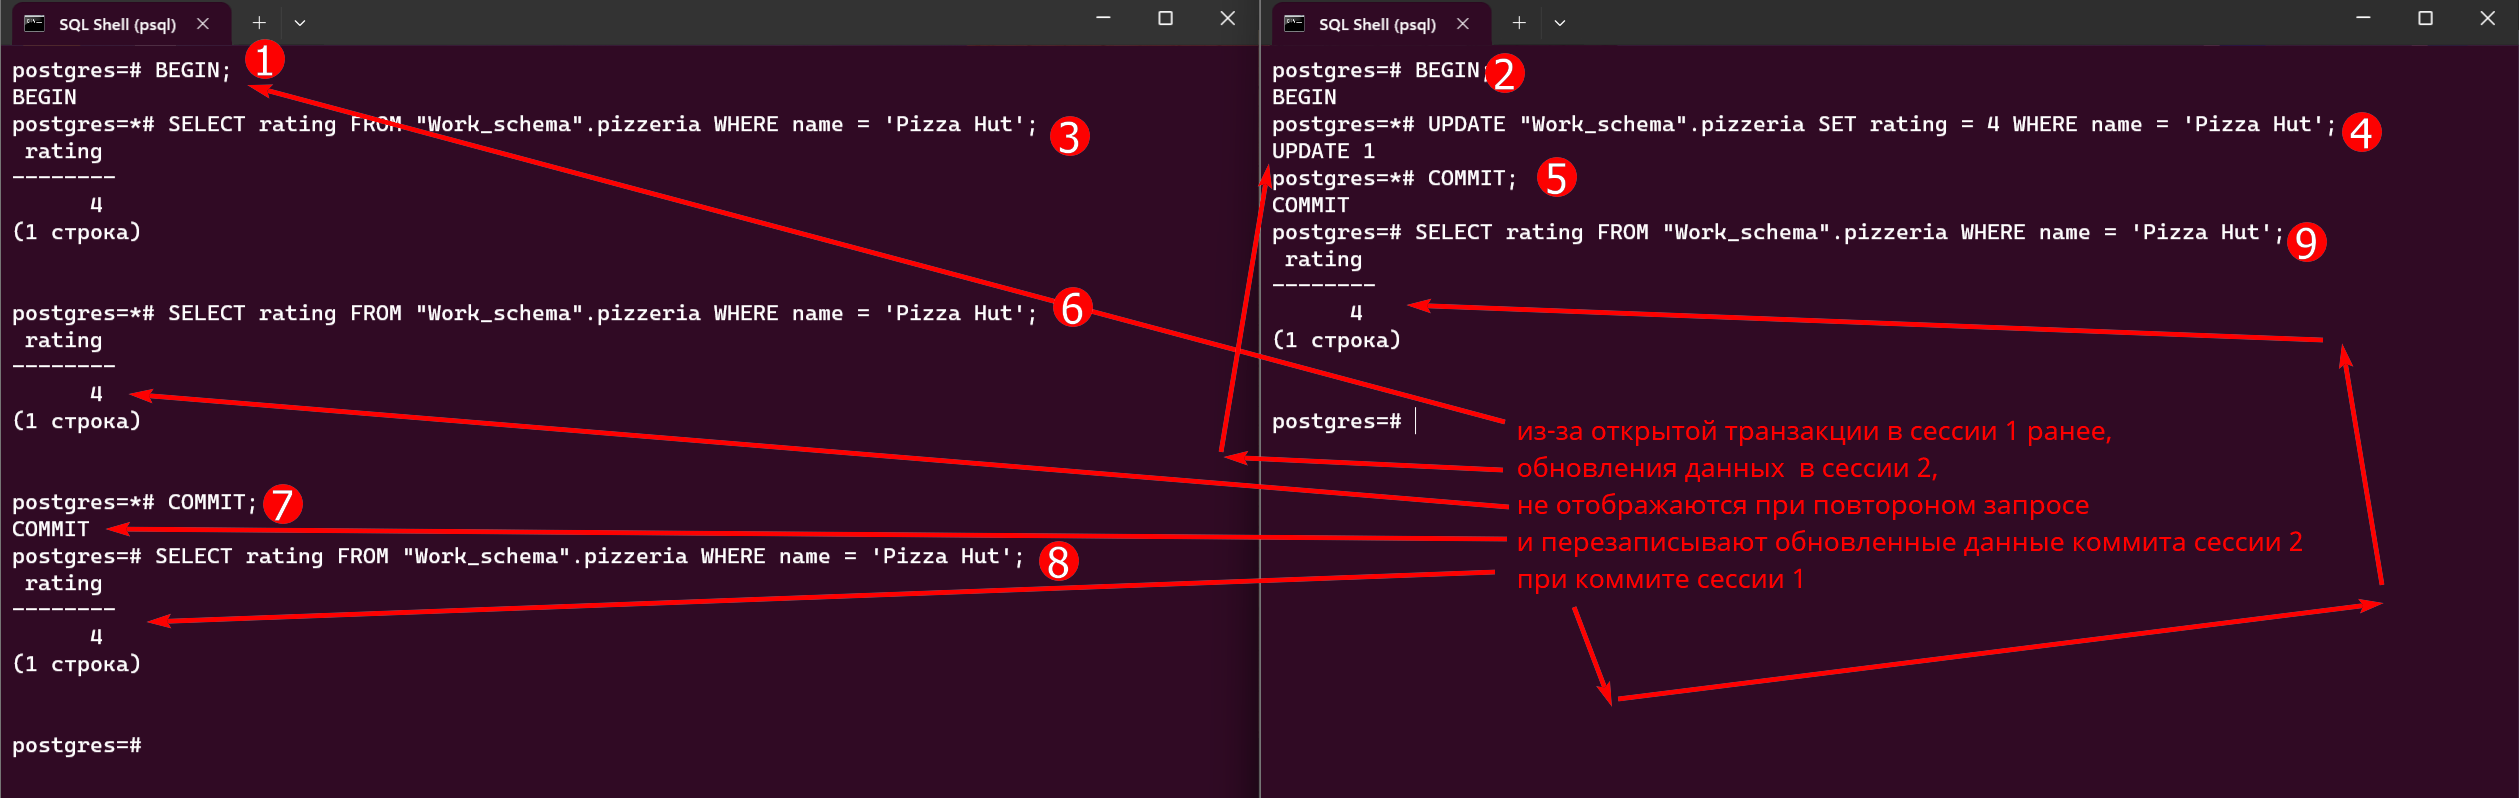 SQL Shell (psql)
postgres=# BEGIN; 1
BEGIN
postgres=*# SELECT rating FROM "Work_schema".pizzeria WHERE name = 'Pizza Hut'; 3
rating
--------
4
(1 строка)
postgres=*# SELECT rating FROM "Work_schema".pizzeria WHERE name = 'Pizza Hut'; 6
rating
--------
4
(1 строка)
postgres=*# COMMIT; 7
COMMIT
postgres=# SELECT rating FROM "Work_schema".pizzeria WHERE name = 'Pizza Hut'; 8
rating
--------
4
(1 строка)
postgres=#
SQL Shell (psql)
postgres=# BEGIN; 2
BEGIN
postgres=*# UPDATE "Work_schema".pizzeria SET rating = 4 WHERE name = 'Pizza Hut'; 4
UPDATE 1
postgres=*# COMMIT; 5
COMMIT
postgres=# SELECT rating FROM "Work_schema".pizzeria WHERE name = 'Pizza Hut'; 9
rating
--------
4
(1 строка)
postgres=#
из-за открытой транзакции в сессии 1 ранее,
обновления данных  в сессии 2,
не отображаются при повтороном запросе
и перезаписывают обновленные данные коммита сессии 2
при коммите сессии 1